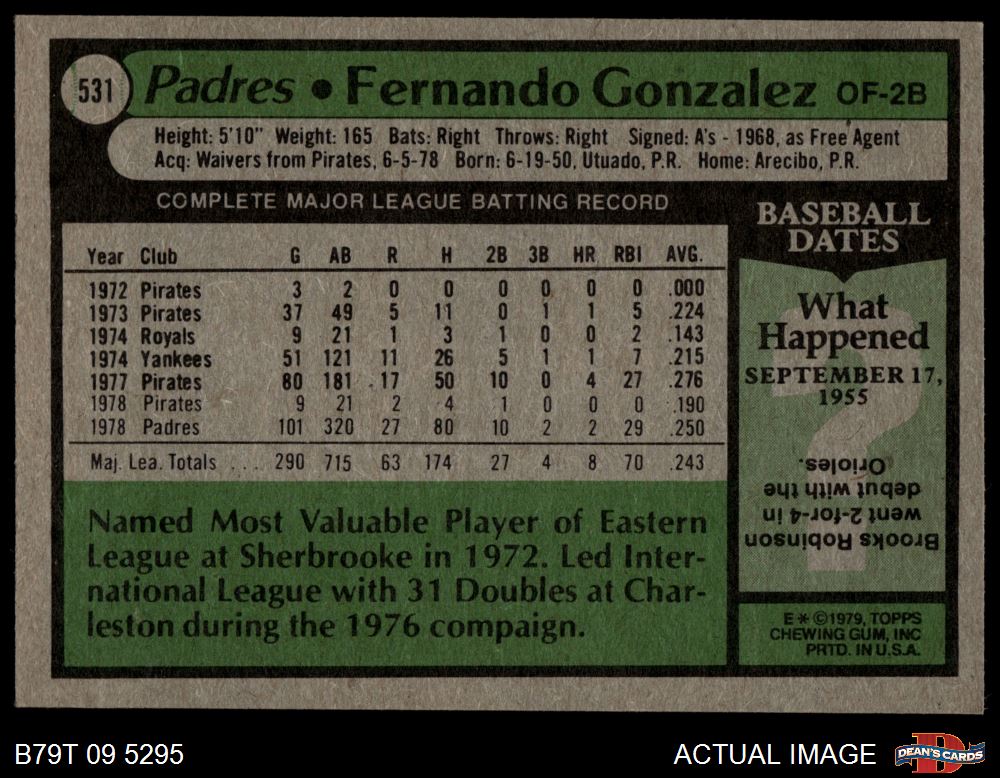 531 Padres • Fernando Gonzalez OF-2B
Height: 5'10" Weight: 165 Bats: Right Throws: Right Signed: A's - 1968, as Free Agent
Acq: Waivers from Pirates, 6-5-78 Born: 6-19-50, Utuado, P.R. Home: Arecibo, P.R.
COMPLETE MAJOR LEAGUE BATTING RECORD
Year Club G AB R H 2B 3B HR RBI AVG.
1972 Pirates 3 2 0 0 0 0 0 0 .000
1973 Pirates 37 49 5 11 0 1 1 5 .224
1974 Royals 9 21 1 3 1 0 0 2 .143
1974 Yankees 51 121 11 26 5 1 1 7 .215
1977 Pirates 80 181 17 50 10 0 4 27 .276
1978 Pirates 9 21 2 4 1 0 0 0 .190
1978 Padres 101 320 27 80 10 2 2 29 .250
Maj. Lea. Totals . . . 290 715 63 174 27 4 8 70 .243
Named Most Valuable Player of Eastern
League at Sherbrooke in 1972. Led Inter-
national League with 31 Doubles at Char-
leston during the 1976 compaign.
BASEBALL
DATES
What
Happened
SEPTEMBER 17,
1955
Brooks Robinson
went 2-for-4 in
debut with the
Orioles.
E * ©1979, TOPPS
CHEWING GUM, INC
PRTD. IN U.S.A.
B79T 09 5295
ACTUAL IMAGE
D
DEAN'S CARDS